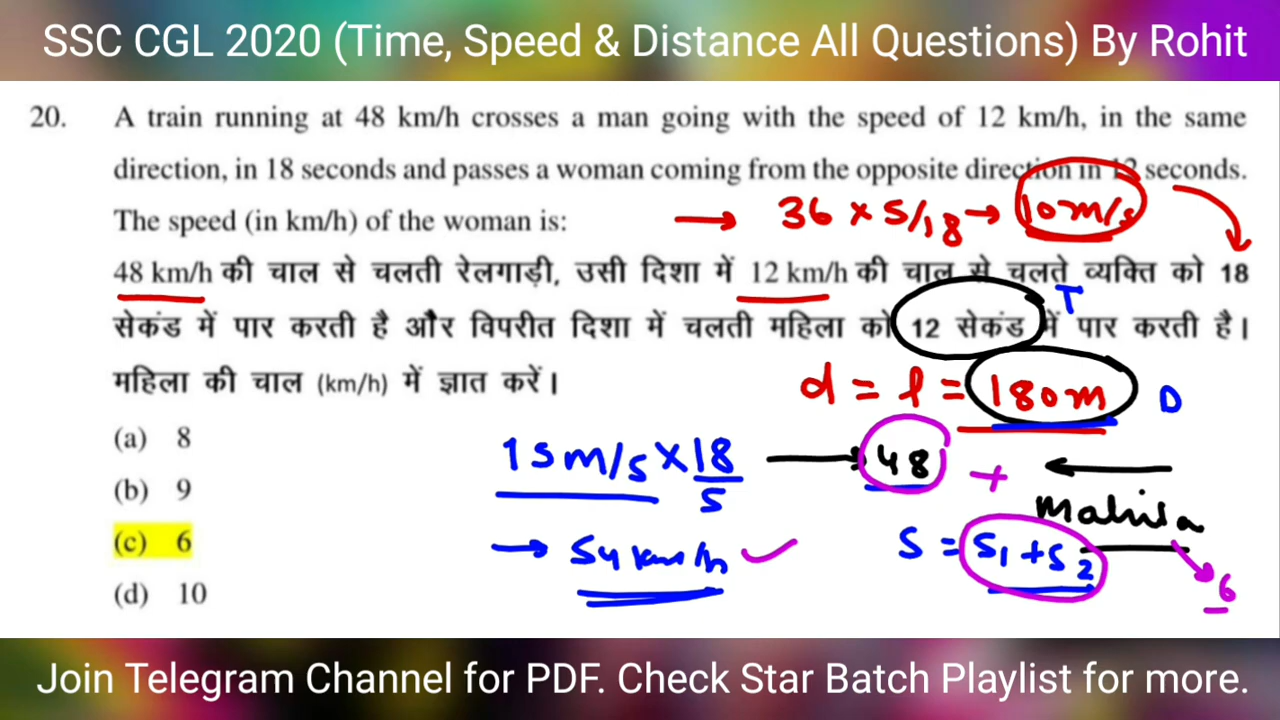 SSC CGL 2020 (Time, Speed & Distance All Questions) By Rohit
20. A train running at 48 km/h crosses a man going with the speed of 12 km/h, in the same
direction, in 18 seconds and passes a woman coming from the opposite direction in 12 seconds.
The speed (in km/h) of the woman is:
→ 36 × 5/18 → 10m/s
48 km/h की चाल से चलती रेलगाड़ी, उसी दिशा में 12 km/h की चाल से चलते व्यक्ति को 18
सेकंड में पार करती है और विपरीत दिशा में चलती महिला को 12 सेकंड में पार करती है।
T
महिला की चाल (km/h) में ज्ञात करें।
d = l = 180m D
(a) 8
15m/s × 18/5 → 48 +
(b) 9
Mahila
(c) 6
→ 54 km/h ✓
S = S1 + S2
6
(d) 10
Join Telegram Channel for PDF. Check Star Batch Playlist for more.